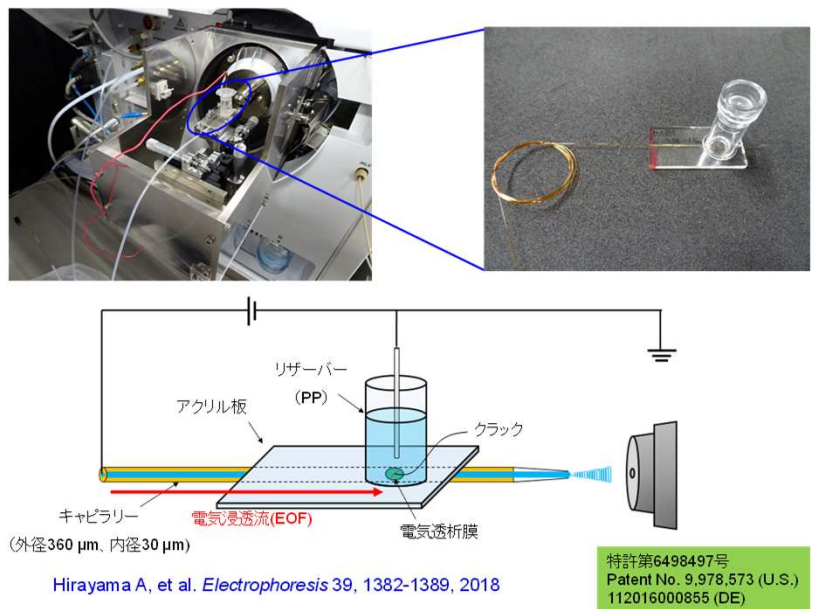 リザーバー
(PP)
アクリル板
クラック
キャピラリー
(外径360 μm、内径30 μm)
電気浸透流(EOF)
電気透析膜
Hirayama A, et al. Electrophoresis 39, 1382-1389, 2018
特許第6498497号
Patent No. 9,978,573 (U.S.)
112016000855 (DE)